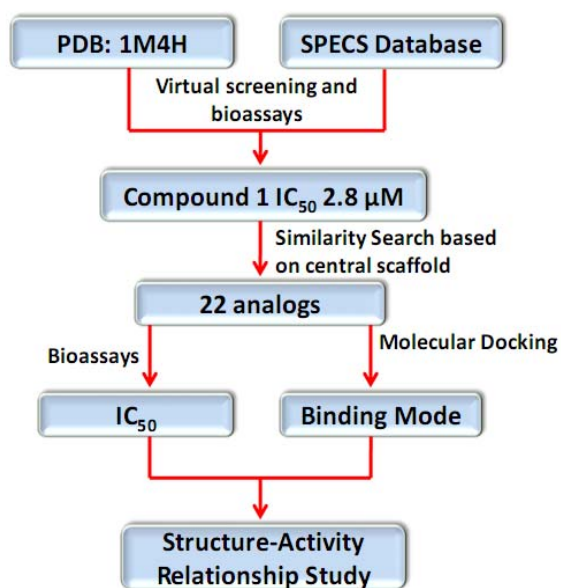 PDB: 1M4H
SPECS Database
Virtual screening and
bioassays
Compound 1 IC50 2.8 μM
Similarity Search based
on central scaffold
22 analogs
Bioassays
Molecular Docking
IC50
Binding Mode
Structure-Activity
Relationship Study